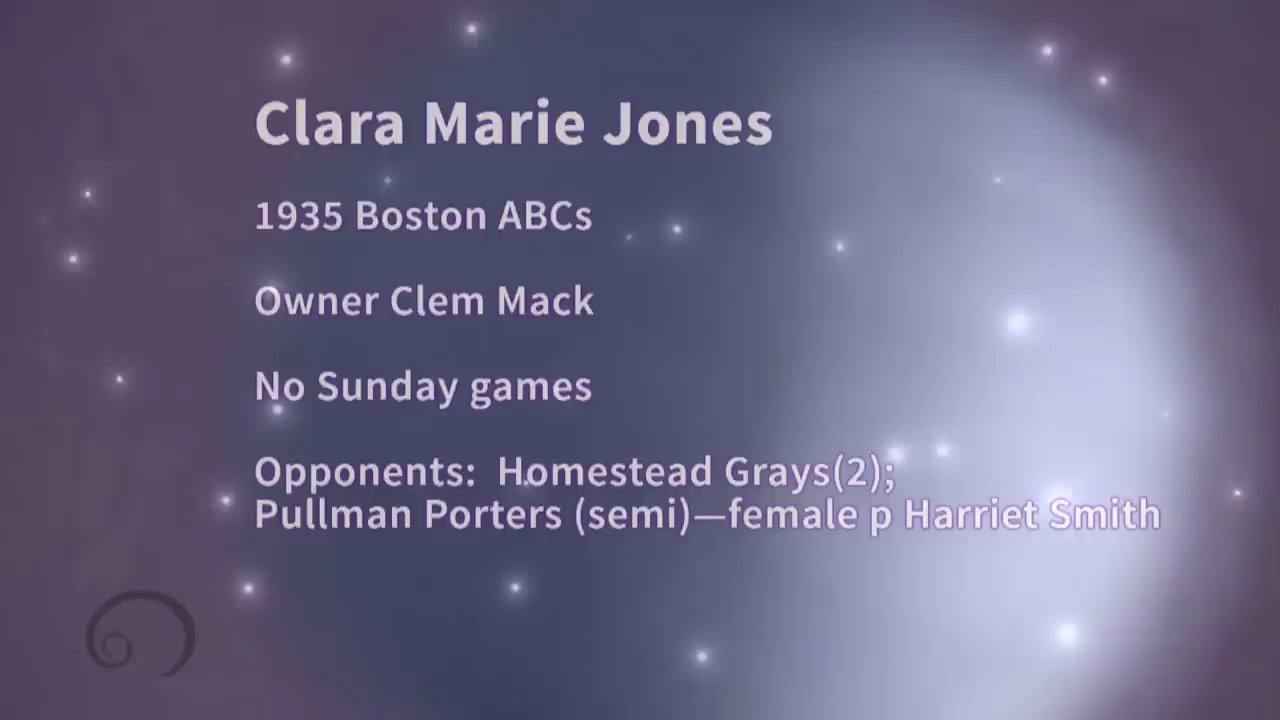 Clara Marie Jones
1935 Boston ABCs
Owner Clem Mack
No Sunday games
Opponents:  Homestead Grays(2);
Pullman Porters (semi)—female p Harriet Smith